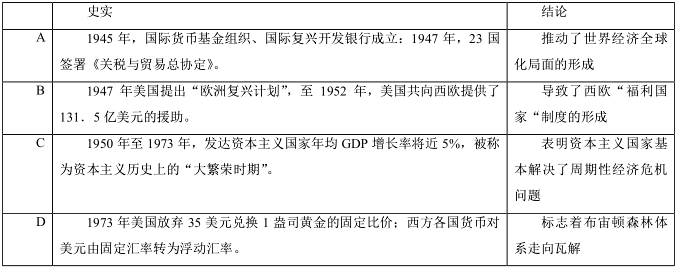 史实 结论
A 1945 年，国际货币基金组织、国际复兴开发银行成立：1947 年，23 国 推动了世界经济全球
签署《关税与贸易总协定》。 化局面的形成
B 1947 年美国提出“欧洲复兴计划”，至 1952 年，美国共向西欧提供了 导致了西欧“福利国
131．5 亿美元的援助。 家“制度的形成
C 1950 年至 1973 年，发达资本主义国家年均 GDP 增长率将近 5%，被称 表明资本主义国家基
为资本主义历史上的“大繁荣时期”。 本解决了周期性经济危机
问题
D 1973 年美国放弃 35 美元兑换 1 盎司黄金的固定比价；西方各国货币对 标志着布宙顿森林体
美元由固定汇率转为浮动汇率。 系走向瓦解